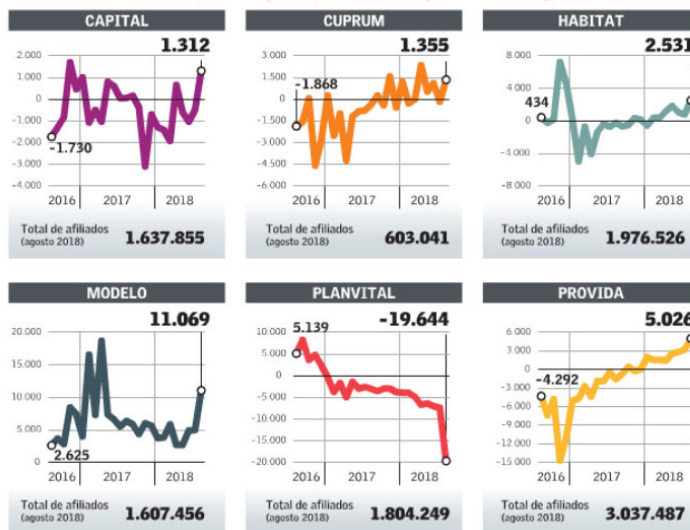 CAPITAL
1.312
2.000
1.000
0
-1.000
-2.000
-3.000
-4.000
-1.730
2016 2017 2018
Total de afiliados
(agosto 2018) 1.637.855
CUPRUM
1.355
3.000
1.500
0
-1.500
-3.000
-4.500
-6.000
-1.868
2016 2017 2018
Total de afiliados
(agosto 2018) 603.041
HABITAT
2.531
8.000
4.000
0
-4.000
-8.000
434
2016 2017 2018
Total de afiliados
(agosto 2018) 1.976.526
MODELO
11.069
20.000
15.000
10.000
5.000
0
2.625
2016 2017 2018
Total de afiliados
(agosto 2018) 1.607.456
PLANVITAL
-19.644
10.000
5.000
0
-5.000
-10.000
-15.000
-20.000
5.139
2016 2017 2018
Total de afiliados
(agosto 2018) 1.804.249
PROVIDA
5.026
6.000
3.000
0
-3.000
-6.000
-9.000
-12.000
-15.000
-4.292
2016 2017 2018
Total de afiliados
(agosto 2018) 3.037.487